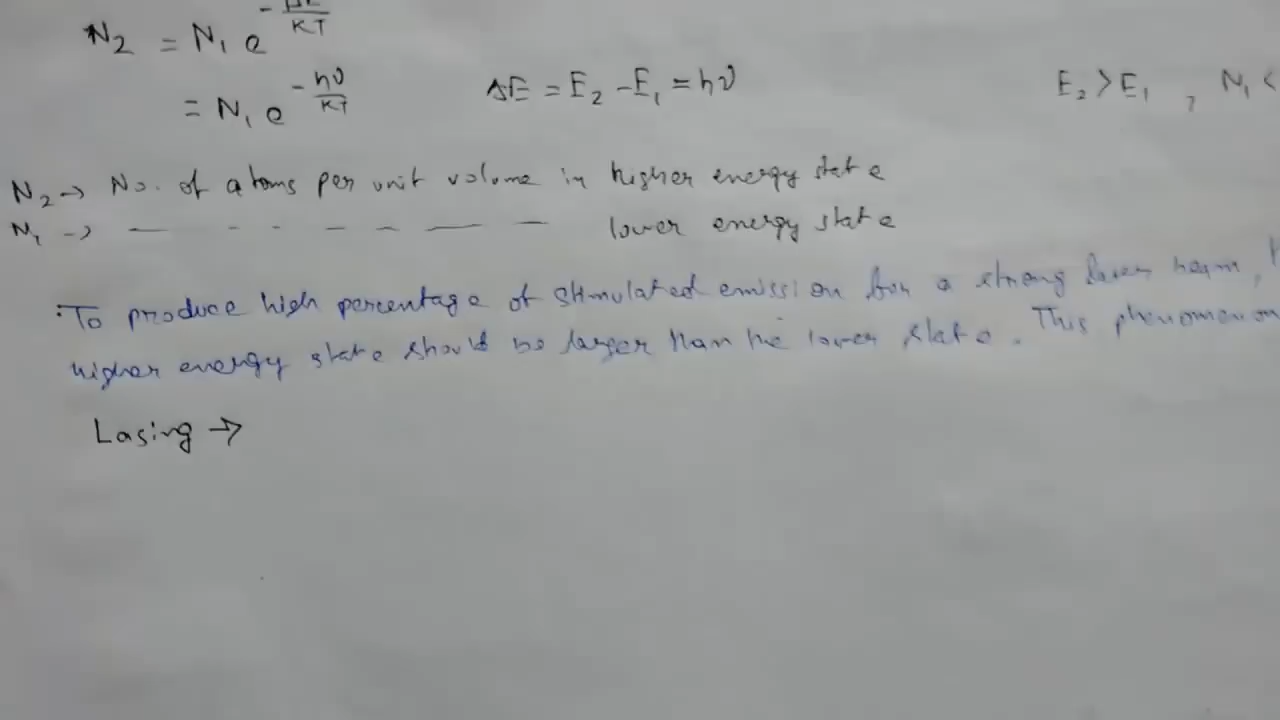 N₂ = N₁ e^(-ΔE/KT)
= N₁ e^(-hν/KT) ΔE = E₂ - E₁ = hν E₂ > E₁ , N₁ <
N₂ → No. of atoms per unit volume in higher energy state
N₁ → — - - — - — — lower energy state
To produce high percentage of stimulated emission for a strong laser beam,
higher energy state should be larger than the lower state. This phenomenon
Lasing →